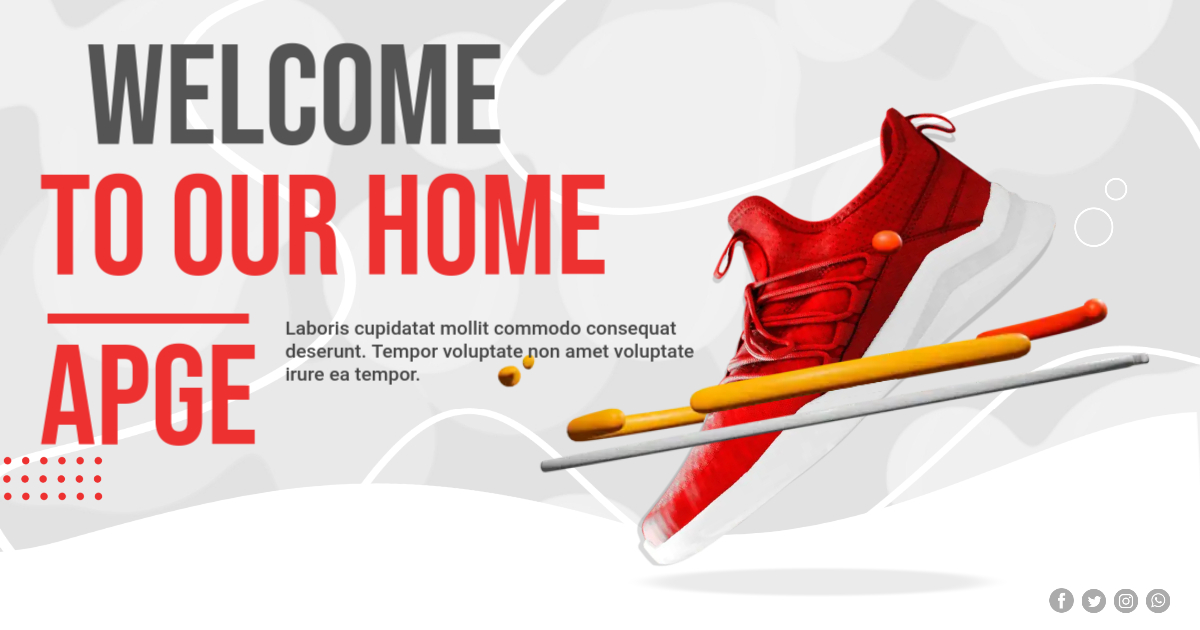 WELCOME
TO OUR HOME
APGE
Laboris cupidatat mollit commodo consequat
deserunt. Tempor voluptate non amet voluptate
irure ea tempor.